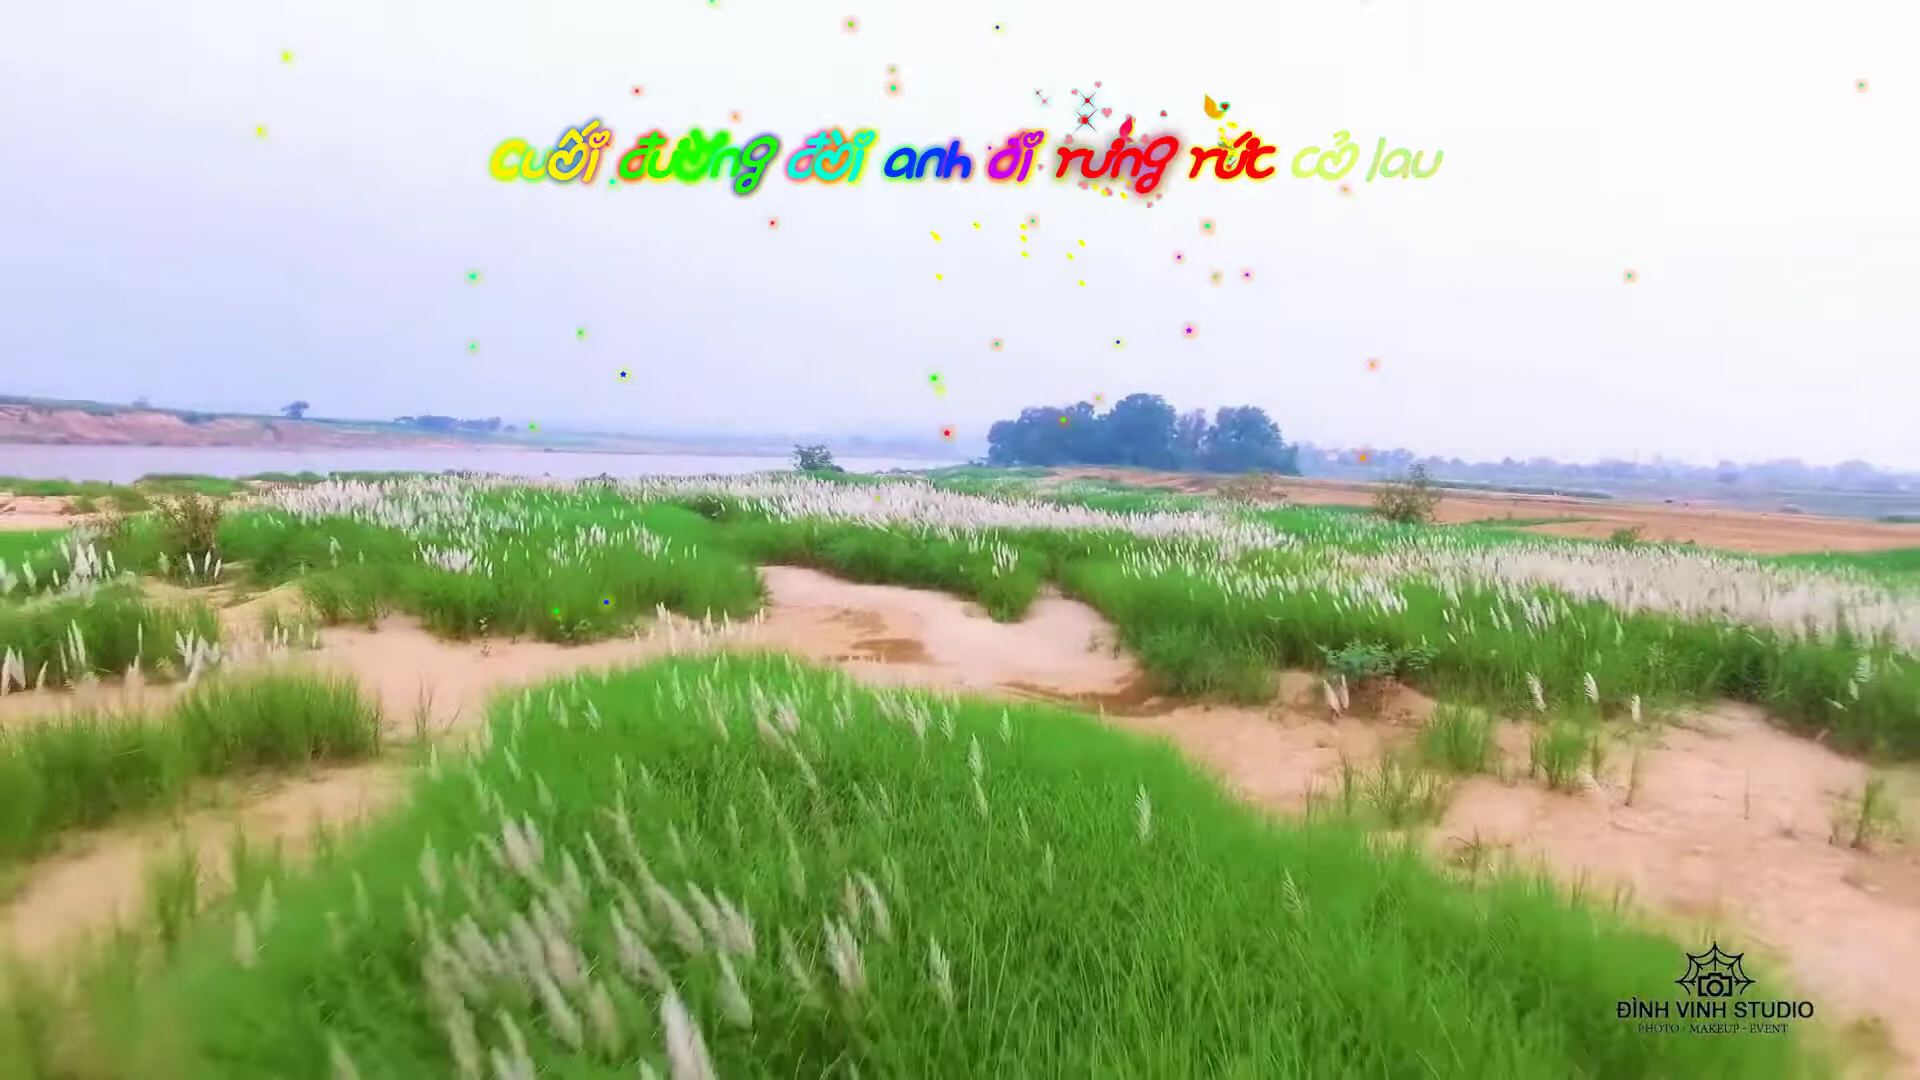 Cuối đường đời anh đi rưng rức cỏ lau
ĐÌNH VINH STUDIO
PHOTO - MAKEUP - EVENT